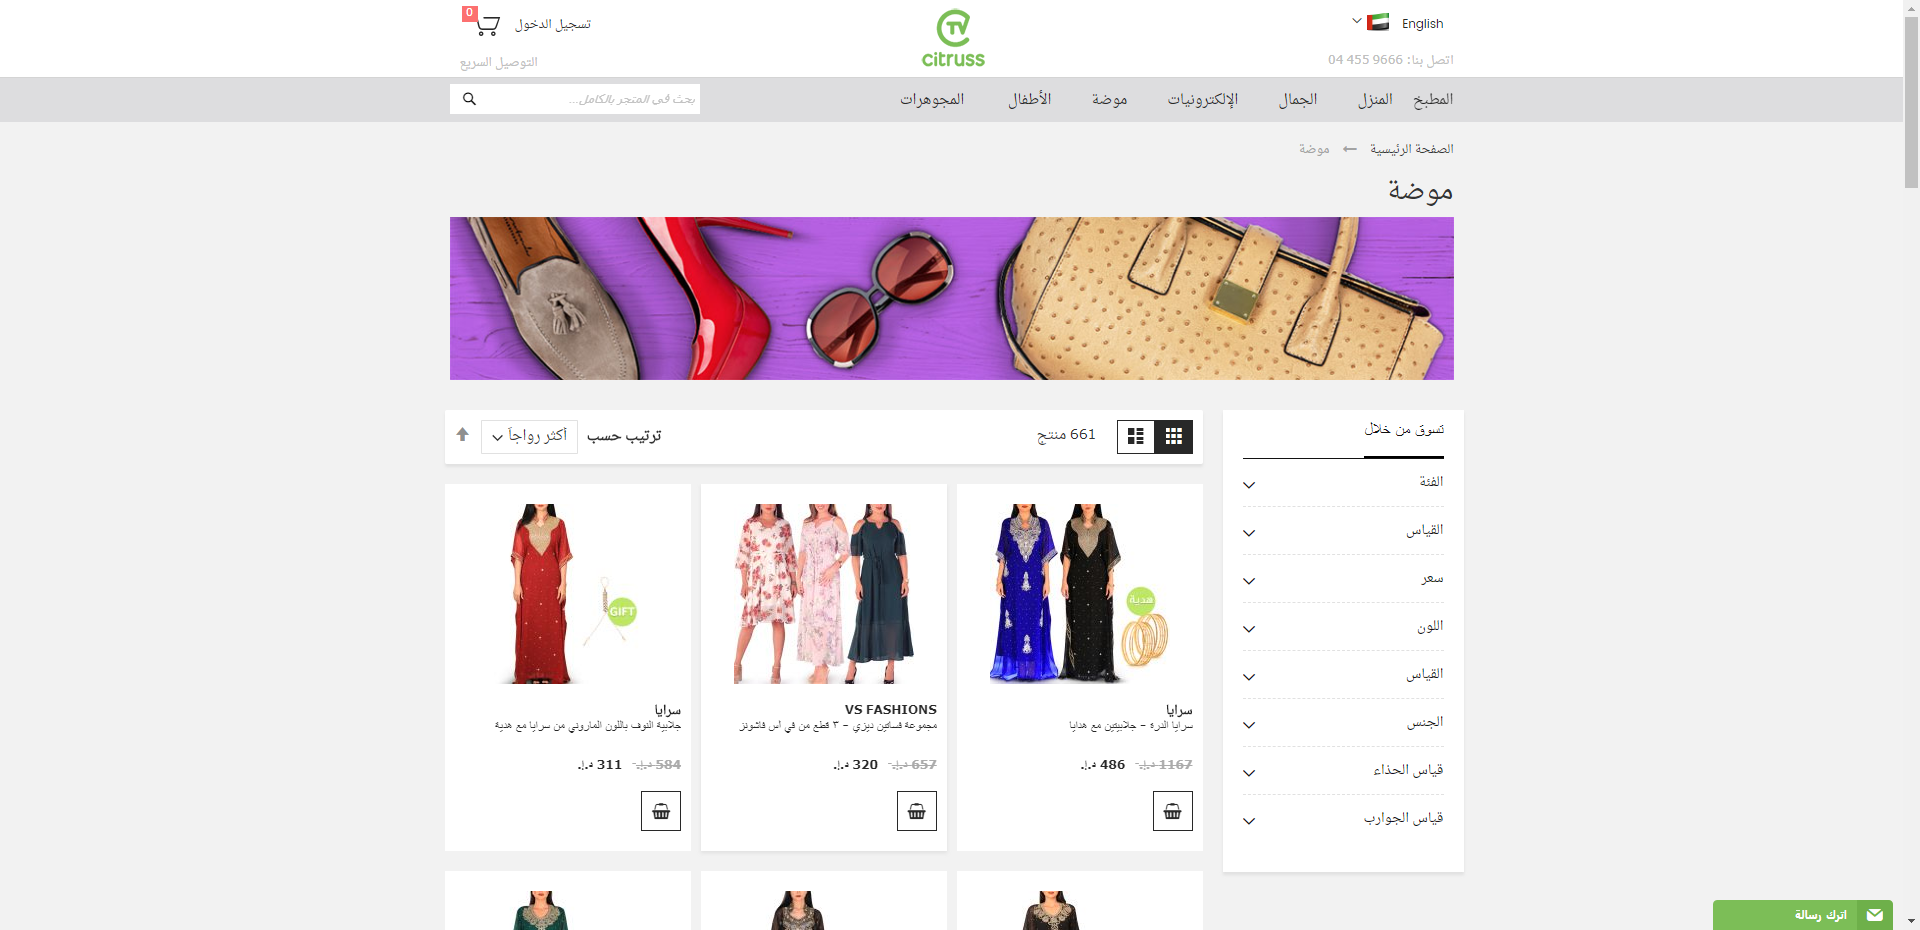 English
TV
citruss
تسجيل الدخول
0
اتصل بنا: 04 455 9666
التوصيل السريع
المطبخ
المنزل
الجمال
الإلكترونيات
موضة
الأطفال
المجوهرات
بحث في المتجر بالكامل...
الصفحة الرئيسية
موضة
موضة
تسوق من خلال
الفئة
القياس
سعر
اللون
القياس
الجنس
قياس الحذاء
قياس الجوارب
661 منتج
ترتيب حسب
أكثر رواجاً
هدية
سرايا
سرايا الدرة - جلابيتين مع هدايا
1167 د.إ.
486 د.إ.
VS FASHIONS
مجموعة فساتين ديزي - ٣ قطع من في أس فاشونز
657 د.إ.
320 د.إ.
GIFT
سرايا
جلابية النوف باللون الماروني من سرايا مع هدية
584 د.إ.
311 د.إ.
اترك رسالة